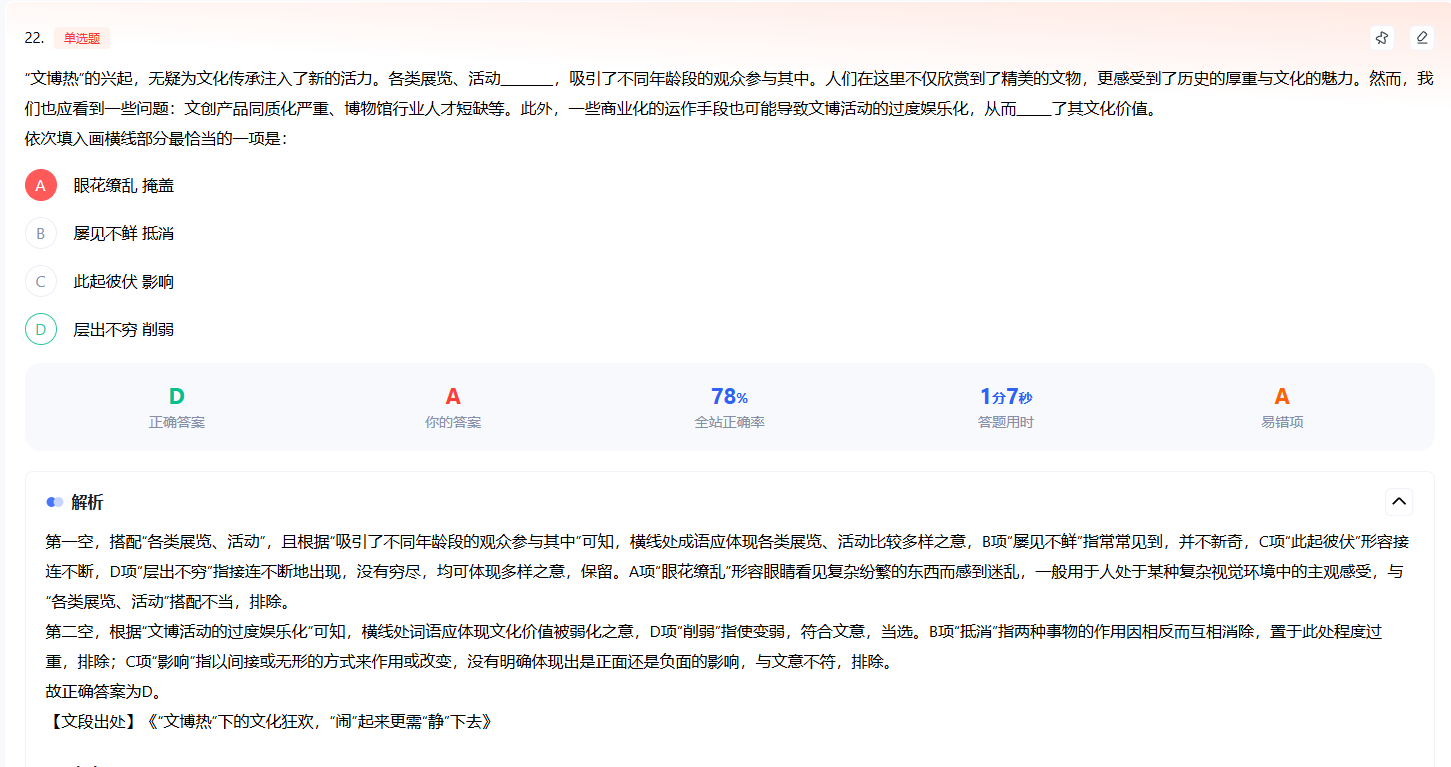 22. 单选题
“文博热”的兴起，无疑为文化传承注入了新的活力。各类展览、活动______，吸引了不同年龄段的观众参与其中。人们在这里不仅欣赏到了精美的文物，更感受到了历史的厚重与文化的魅力。然而，我
们也应看到一些问题：文创产品同质化严重、博物馆行业人才短缺等。此外，一些商业化的运作手段也可能导致文博活动的过度娱乐化，从而____了其文化价值。
依次填入画横线部分最恰当的一项是：
A 眼花缭乱 掩盖
B 屡见不鲜 抵消
C 此起彼伏 影响
D 层出不穷 削弱
D A 78% 1分7秒 A
正确答案 你的答案 全站正确率 答题用时 易错项
解析
第一空，搭配“各类展览、活动”，且根据“吸引了不同年龄段的观众参与其中”可知，横线处成语应体现各类展览、活动比较多样之意，B项“屡见不鲜”指常常见到，并不新奇，C项“此起彼伏”形容接
连不断，D项“层出不穷”指接连不断地出现，没有穷尽，均可体现多样之意，保留。A项“眼花缭乱”形容眼睛看见复杂纷繁的东西而感到迷乱，一般用于人处于某种复杂视觉环境中的主观感受，与
“各类展览、活动”搭配不当，排除。
第二空，根据“文博活动的过度娱乐化”可知，横线处词语应体现文化价值被弱化之意，D项“削弱”指使变弱，符合文意，当选。B项“抵消”指两种事物的作用因相反而互相消除，置于此处程度过
重，排除；C项“影响”指以间接或无形的方式来作用或改变，没有明确体现出是正面还是负面的影响，与文意不符，排除。
故正确答案为D。
【文段出处】《“文博热”下的文化狂欢，“闹”起来更需“静”下去》